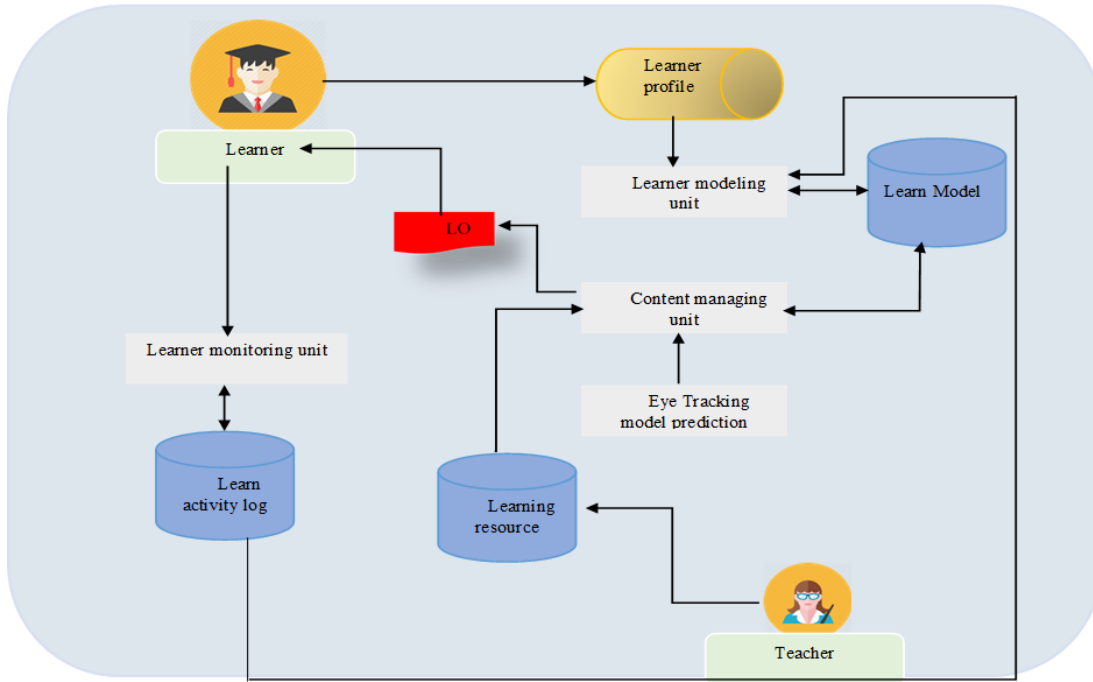 Learner
profile
Learner
Learner modeling
unit
Learn Model
LO
Content managing
unit
Learner monitoring unit
Eye Tracking
model prediction
Learn
activity log
Learning
resource
Teacher